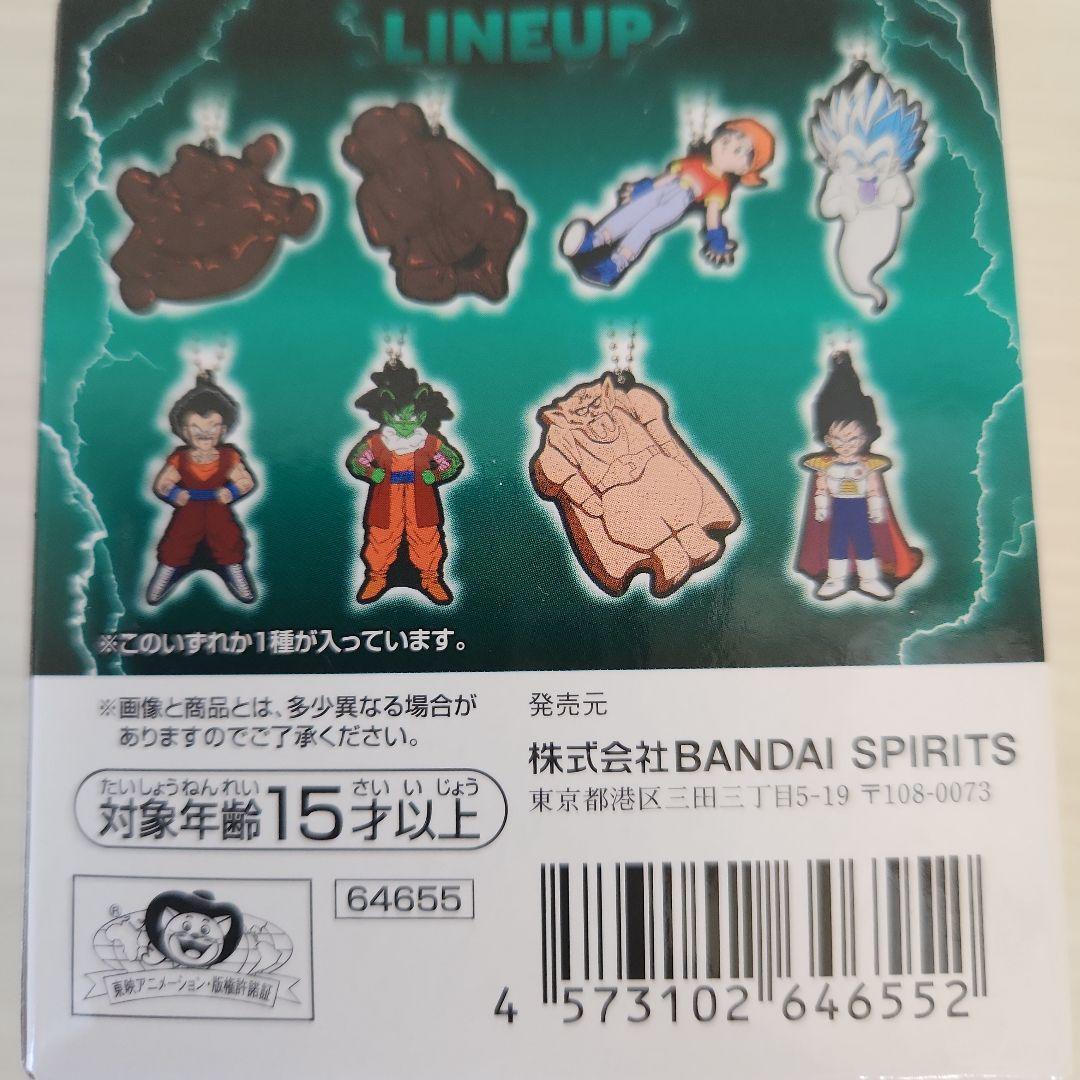 LINEUP
※このいずれか1種が入っています。
※画像と商品とは、多少異なる場合が
ありますのでご了承ください。
たいしょうねんれい さい いじょう
対象年齢15才以上
発売元
株式会社BANDAI SPIRITS
東京都港区三田三丁目5-19 〒108-0073
64655
®
東映アニメーション・版権許諾証
4 573102 646552